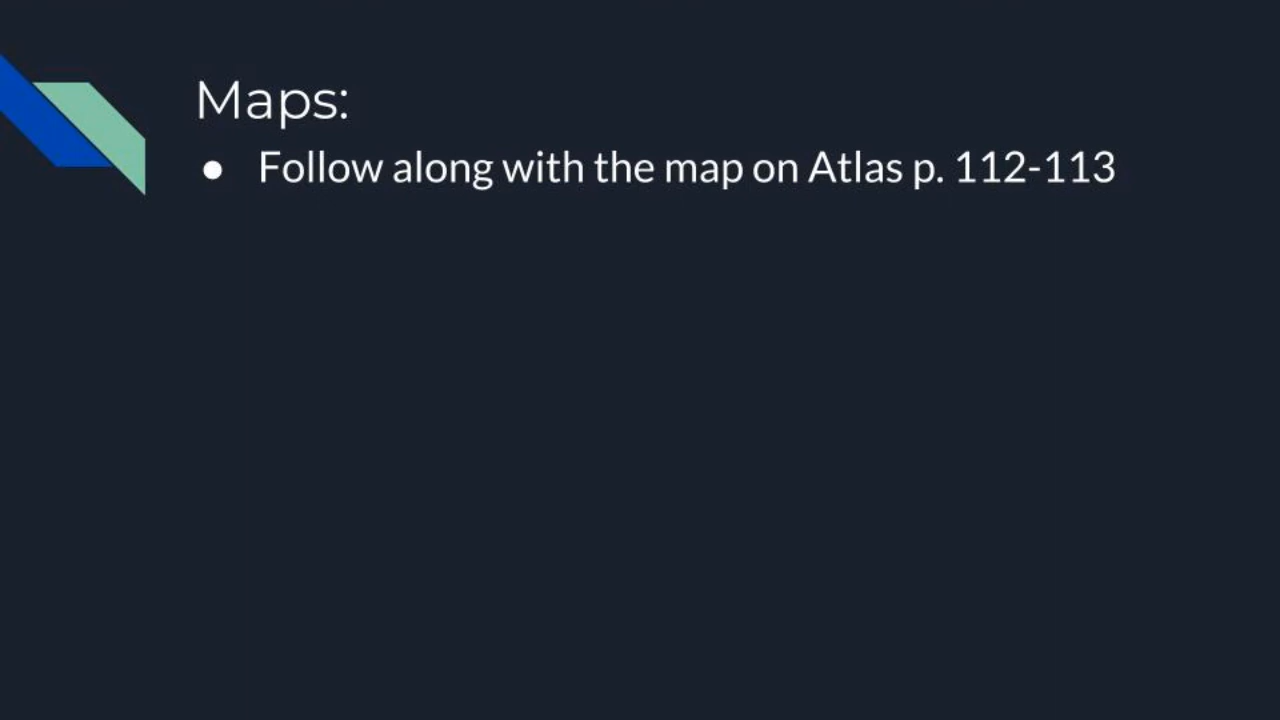 Maps:
● Follow along with the map on Atlas p. 112-113